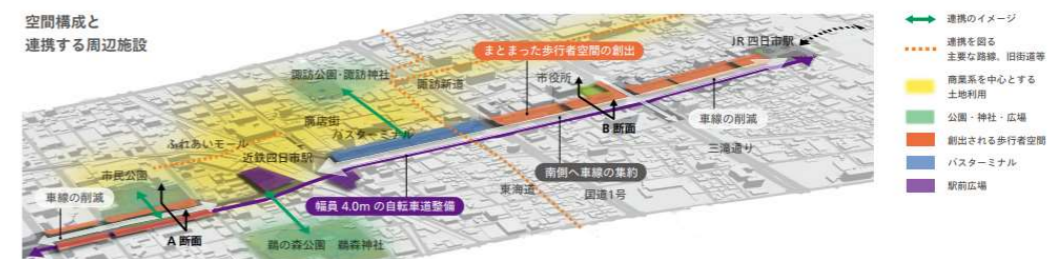 空間構成と
連携する周辺施設
まとまった歩行者空間の創出
JR 四日市駅
諏訪公園・諏訪神社
諏訪新道
市役所
商店街
バスターミナル
B 断面
車線の削減
ふれあいモール
近鉄四日市駅
三滝通り
市民公園
南側へ車線の集約
車線の削減
東海道
国道1号
幅員 4.0m の自転車道整備
A 断面
鵜の森公園 鵜森神社
連携のイメージ
連携を図る
主要な路線、旧街道等
商業系を中心とする
土地利用
公園・神社・広場
創出される歩行者空間
バスターミナル
駅前広場